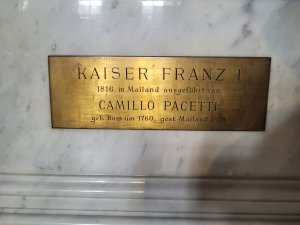 KAISER FRANZ I.
1816 in Mailand ausgeführt von
CAMILLO PACETTI
geb. Rom um 1760, gest. Mailand 1826